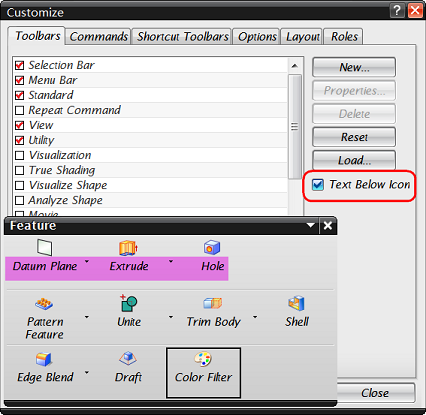 Customize
Toolbars Commands Shortcut Toolbars Options Layout Roles
Selection Bar
Menu Bar
Standard
Repeat Command
View
Utility
Visualization
True Shading
Visualize Shape
Analyze Shape
Movie
New...
Properties...
Delete
Reset
Load...
Text Below Icon
Feature
Datum Plane Extrude Hole
Pattern Feature Unite Trim Body Shell
Edge Blend Draft Color Filter
Close